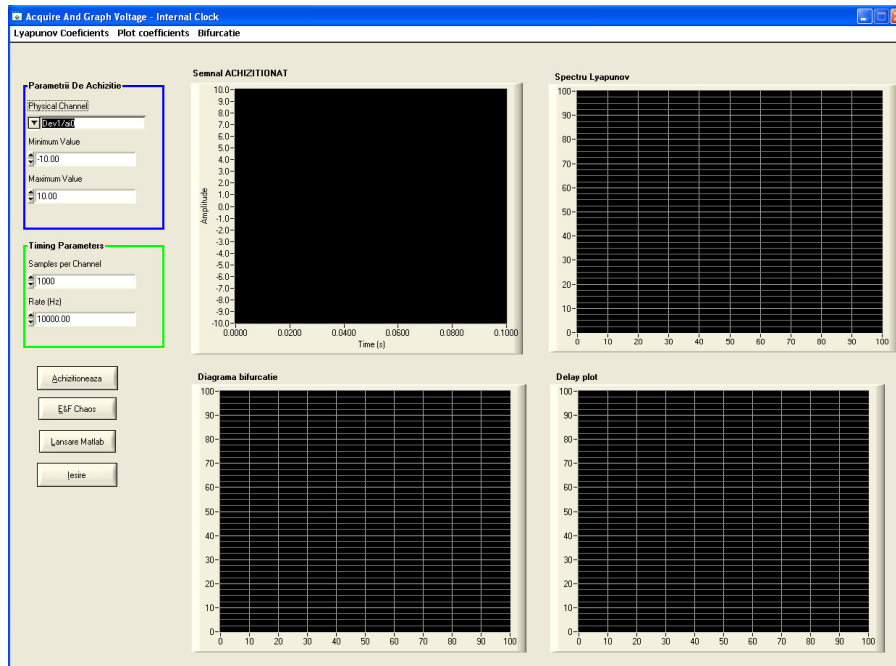 Acquire And Graph Voltage - Internal Clock
Lyapunov Coeficients Plot coefficients Bifurcatie
Parametrii De Achizitie
Physical Channel
Dev1/ai0
Minimum Value
-10.00
Maximum Value
10.00
Timing Parameters
Samples per Channel
1000
Rate (Hz)
10000.00
Achizitioneaza
E&F Chaos
Lansare Matlab
Iesire
Semnal ACHIZITIONAT
Amplitude
10.0
9.0
8.0
7.0
6.0
5.0
4.0
3.0
2.0
1.0
0.0
-1.0
-2.0
-3.0
-4.0
-5.0
-6.0
-7.0
-8.0
-9.0
-10.0
0.0000 0.0200 0.0400 0.0600 0.0800 0.1000
Time (s)
Spectru Lyapunov
100
90
80
70
60
50
40
30
20
10
0
0 10 20 30 40 50 60 70 80 90 100
Diagrama bifurcatie
100
90
80
70
60
50
40
30
20
10
0
0 10 20 30 40 50 60 70 80 90 100
Delay plot
100
90
80
70
60
50
40
30
20
10
0
0 10 20 30 40 50 60 70 80 90 100